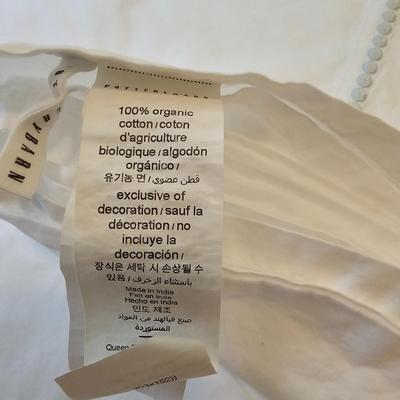 POTTERYBARN
100% organic
cotton / coton
d'agriculture
biologique / algodón
orgánico /
유기농 면 / قطن عضوي /
exclusive of
decoration / sauf la
décoration / no
incluye la
decoración /
장식은 세탁 시 손상될 수
있음 / باستثناء الزخرف /
Made in India
Fait en Inde
Hecho en India
인도 제조
صنع في الهند من المواد
المستوردة
Queen
RYBARN